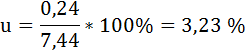 u = 0,24/7,44 * 100% = 3,23 %